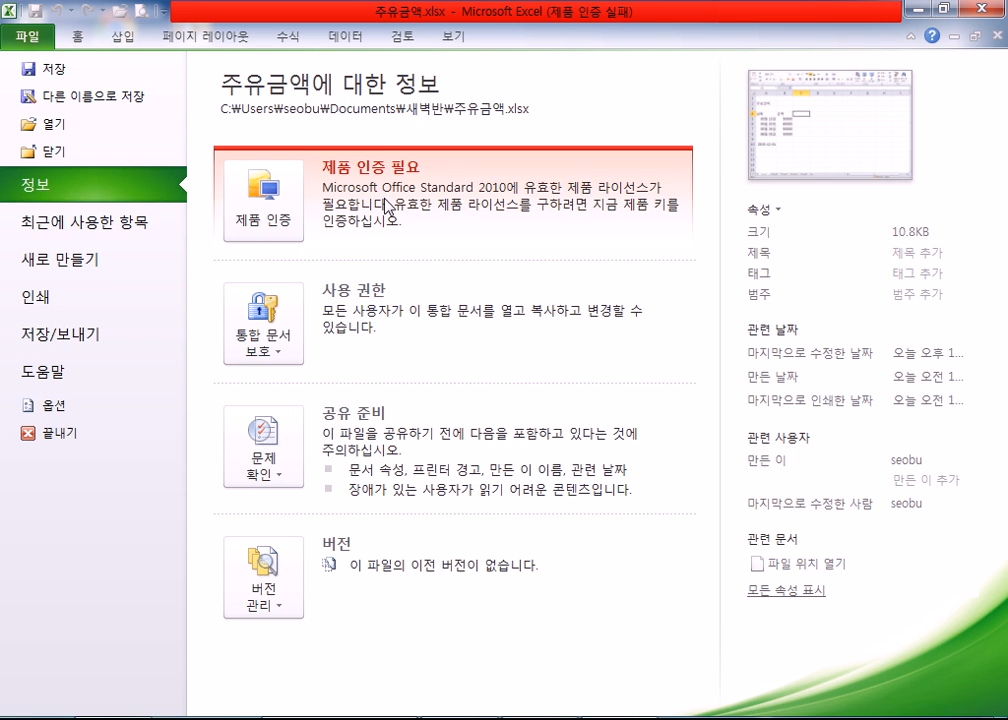 주유금액.xlsx - Microsoft Excel (제품 인증 실패)
파일 홈 삽입 페이지 레이아웃 수식 데이터 검토 보기
저장
다른 이름으로 저장
열기
닫기
정보
최근에 사용한 항목
새로 만들기
인쇄
저장/보내기
도움말
옵션
끝내기
주유금액에 대한 정보
C:₩Users₩seobu₩Documents₩새벽반₩주유금액.xlsx
제품 인증
제품 인증 필요
Microsoft Office Standard 2010에 유효한 제품 라이선스가
필요합니다. 유효한 제품 라이선스를 구하려면 지금 제품 키를
인증하십시오.
통합 문서
보호
사용 권한
모든 사용자가 이 통합 문서를 열고 복사하고 변경할 수
있습니다.
문제
확인
공유 준비
이 파일을 공유하기 전에 다음을 포함하고 있다는 것에
주의하십시오.
문서 속성, 프린터 경고, 만든 이 이름, 관련 날짜
장애가 있는 사용자가 읽기 어려운 콘텐츠입니다.
버전
관리
버전
이 파일의 이전 버전이 없습니다.
속성
크기 10.8KB
제목 제목 추가
태그 태그 추가
범주 범주 추가
관련 날짜
마지막으로 수정한 날짜 오늘 오후 1...
만든 날짜 오늘 오전 1...
마지막으로 인쇄한 날짜 오늘 오전 1...
관련 사용자
만든 이 seobu
만든 이 추가
마지막으로 수정한 사람 seobu
관련 문서
파일 위치 열기
모든 속성 표시